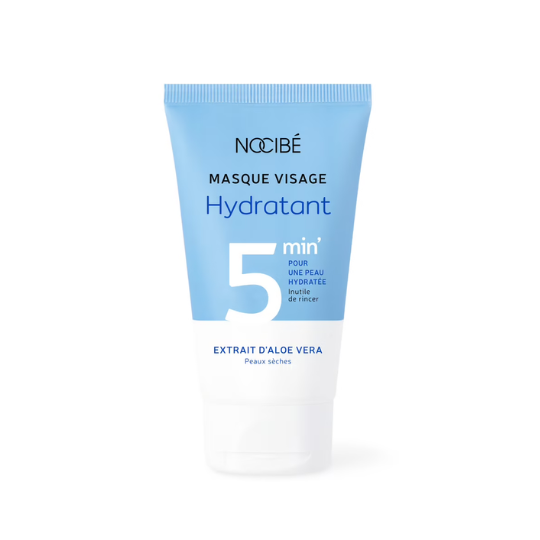 NOCIBÉ
MASQUE VISAGE
Hydratant
5 min'
POUR
UNE PEAU
HYDRATÉE
Inutile
de rincer
EXTRAIT D'ALOE VERA
Peaux sèches